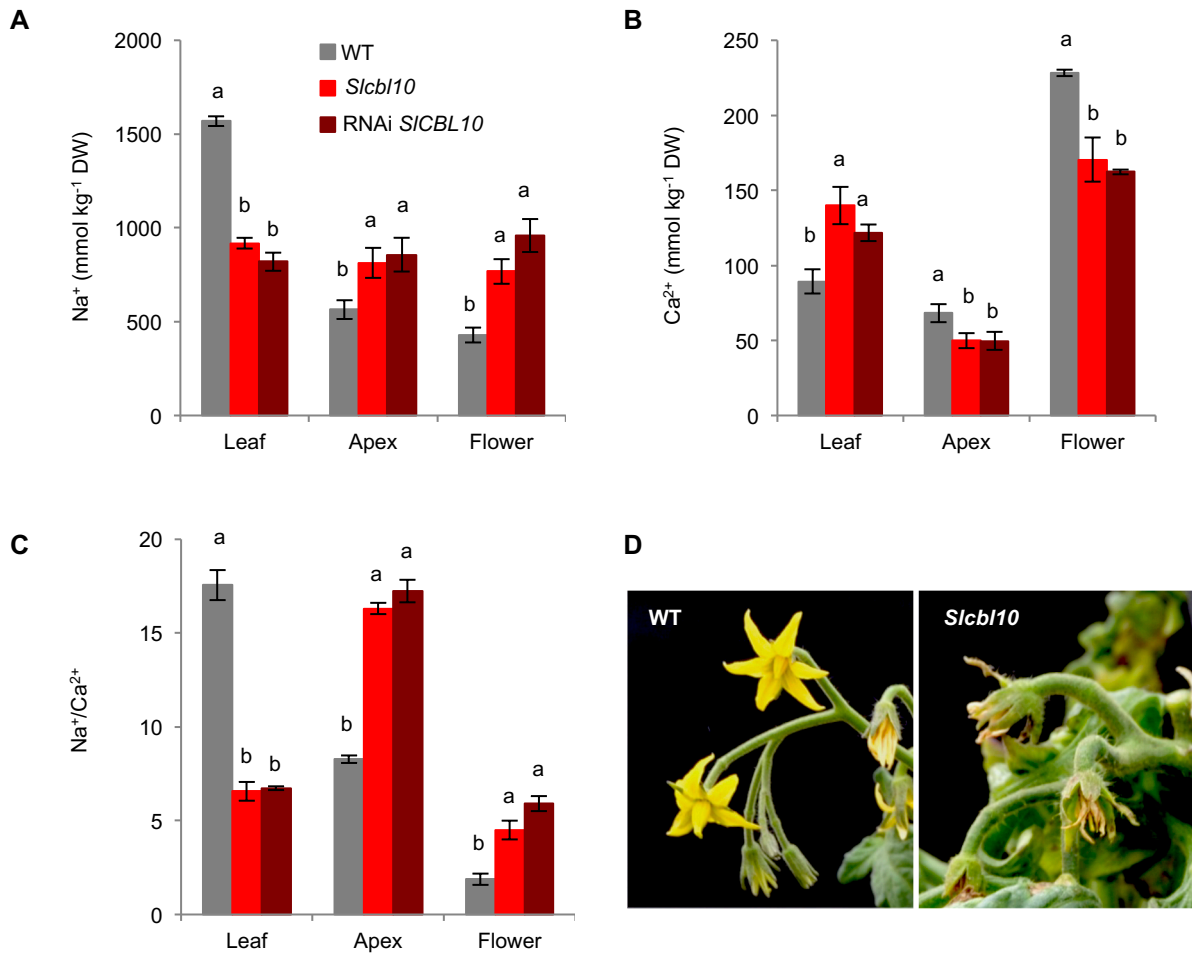 A
Na⁺ (mmol kg⁻¹ DW)
2000
1500
1000
500
0
WT
Slcbl10
RNAi SlCBL10
a
b
b
b
a
a
b
a
a
Leaf Apex Flower
B
Ca²⁺ (mmol kg⁻¹ DW)
250
200
150
100
50
0
b
a
a
a
b
b
a
b
b
Leaf Apex Flower
C
Na⁺/Ca²⁺
20
15
10
5
0
a
b
b
b
a
a
b
a
a
Leaf Apex Flower
D
WT
Slcbl10